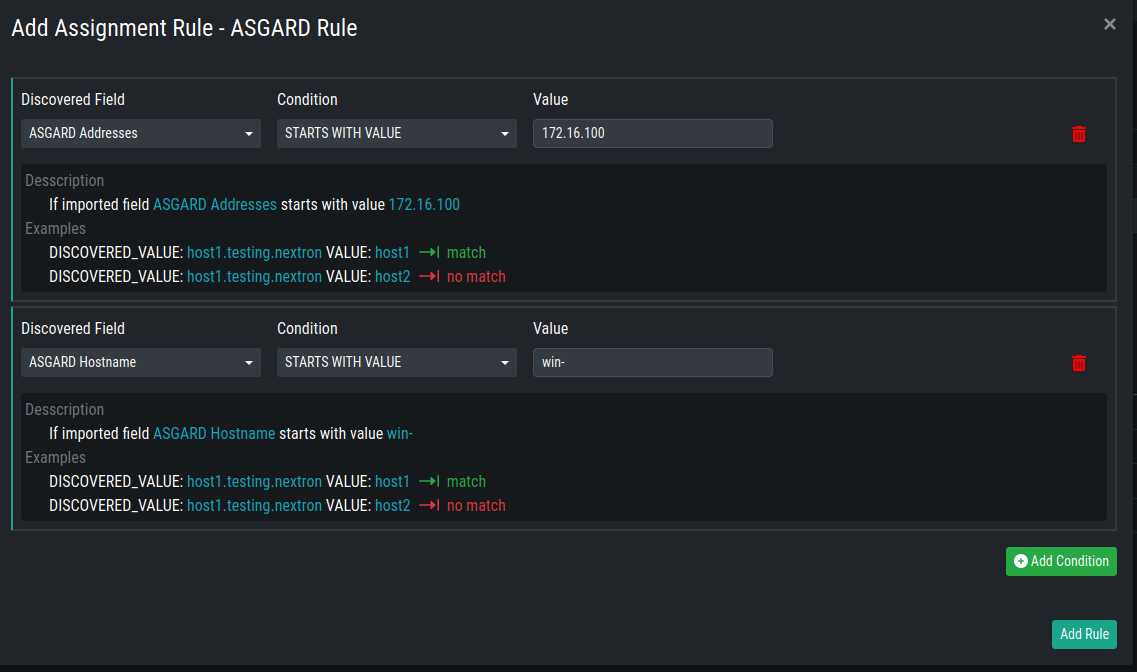 Add Assignment Rule - ASGARD Rule
Discovered Field Condition Value
ASGARD Addresses STARTS WITH VALUE 172.16.100
Desscription
If imported field ASGARD Addresses starts with value 172.16.100
Examples
DISCOVERED_VALUE: host1.testing.nextron VALUE: host1 →| match
DISCOVERED_VALUE: host1.testing.nextron VALUE: host2 →| no match
Discovered Field Condition Value
ASGARD Hostname STARTS WITH VALUE win-
Desscription
If imported field ASGARD Hostname starts with value win-
Examples
DISCOVERED_VALUE: host1.testing.nextron VALUE: host1 →| match
DISCOVERED_VALUE: host1.testing.nextron VALUE: host2 →| no match
Add Condition
Add Rule